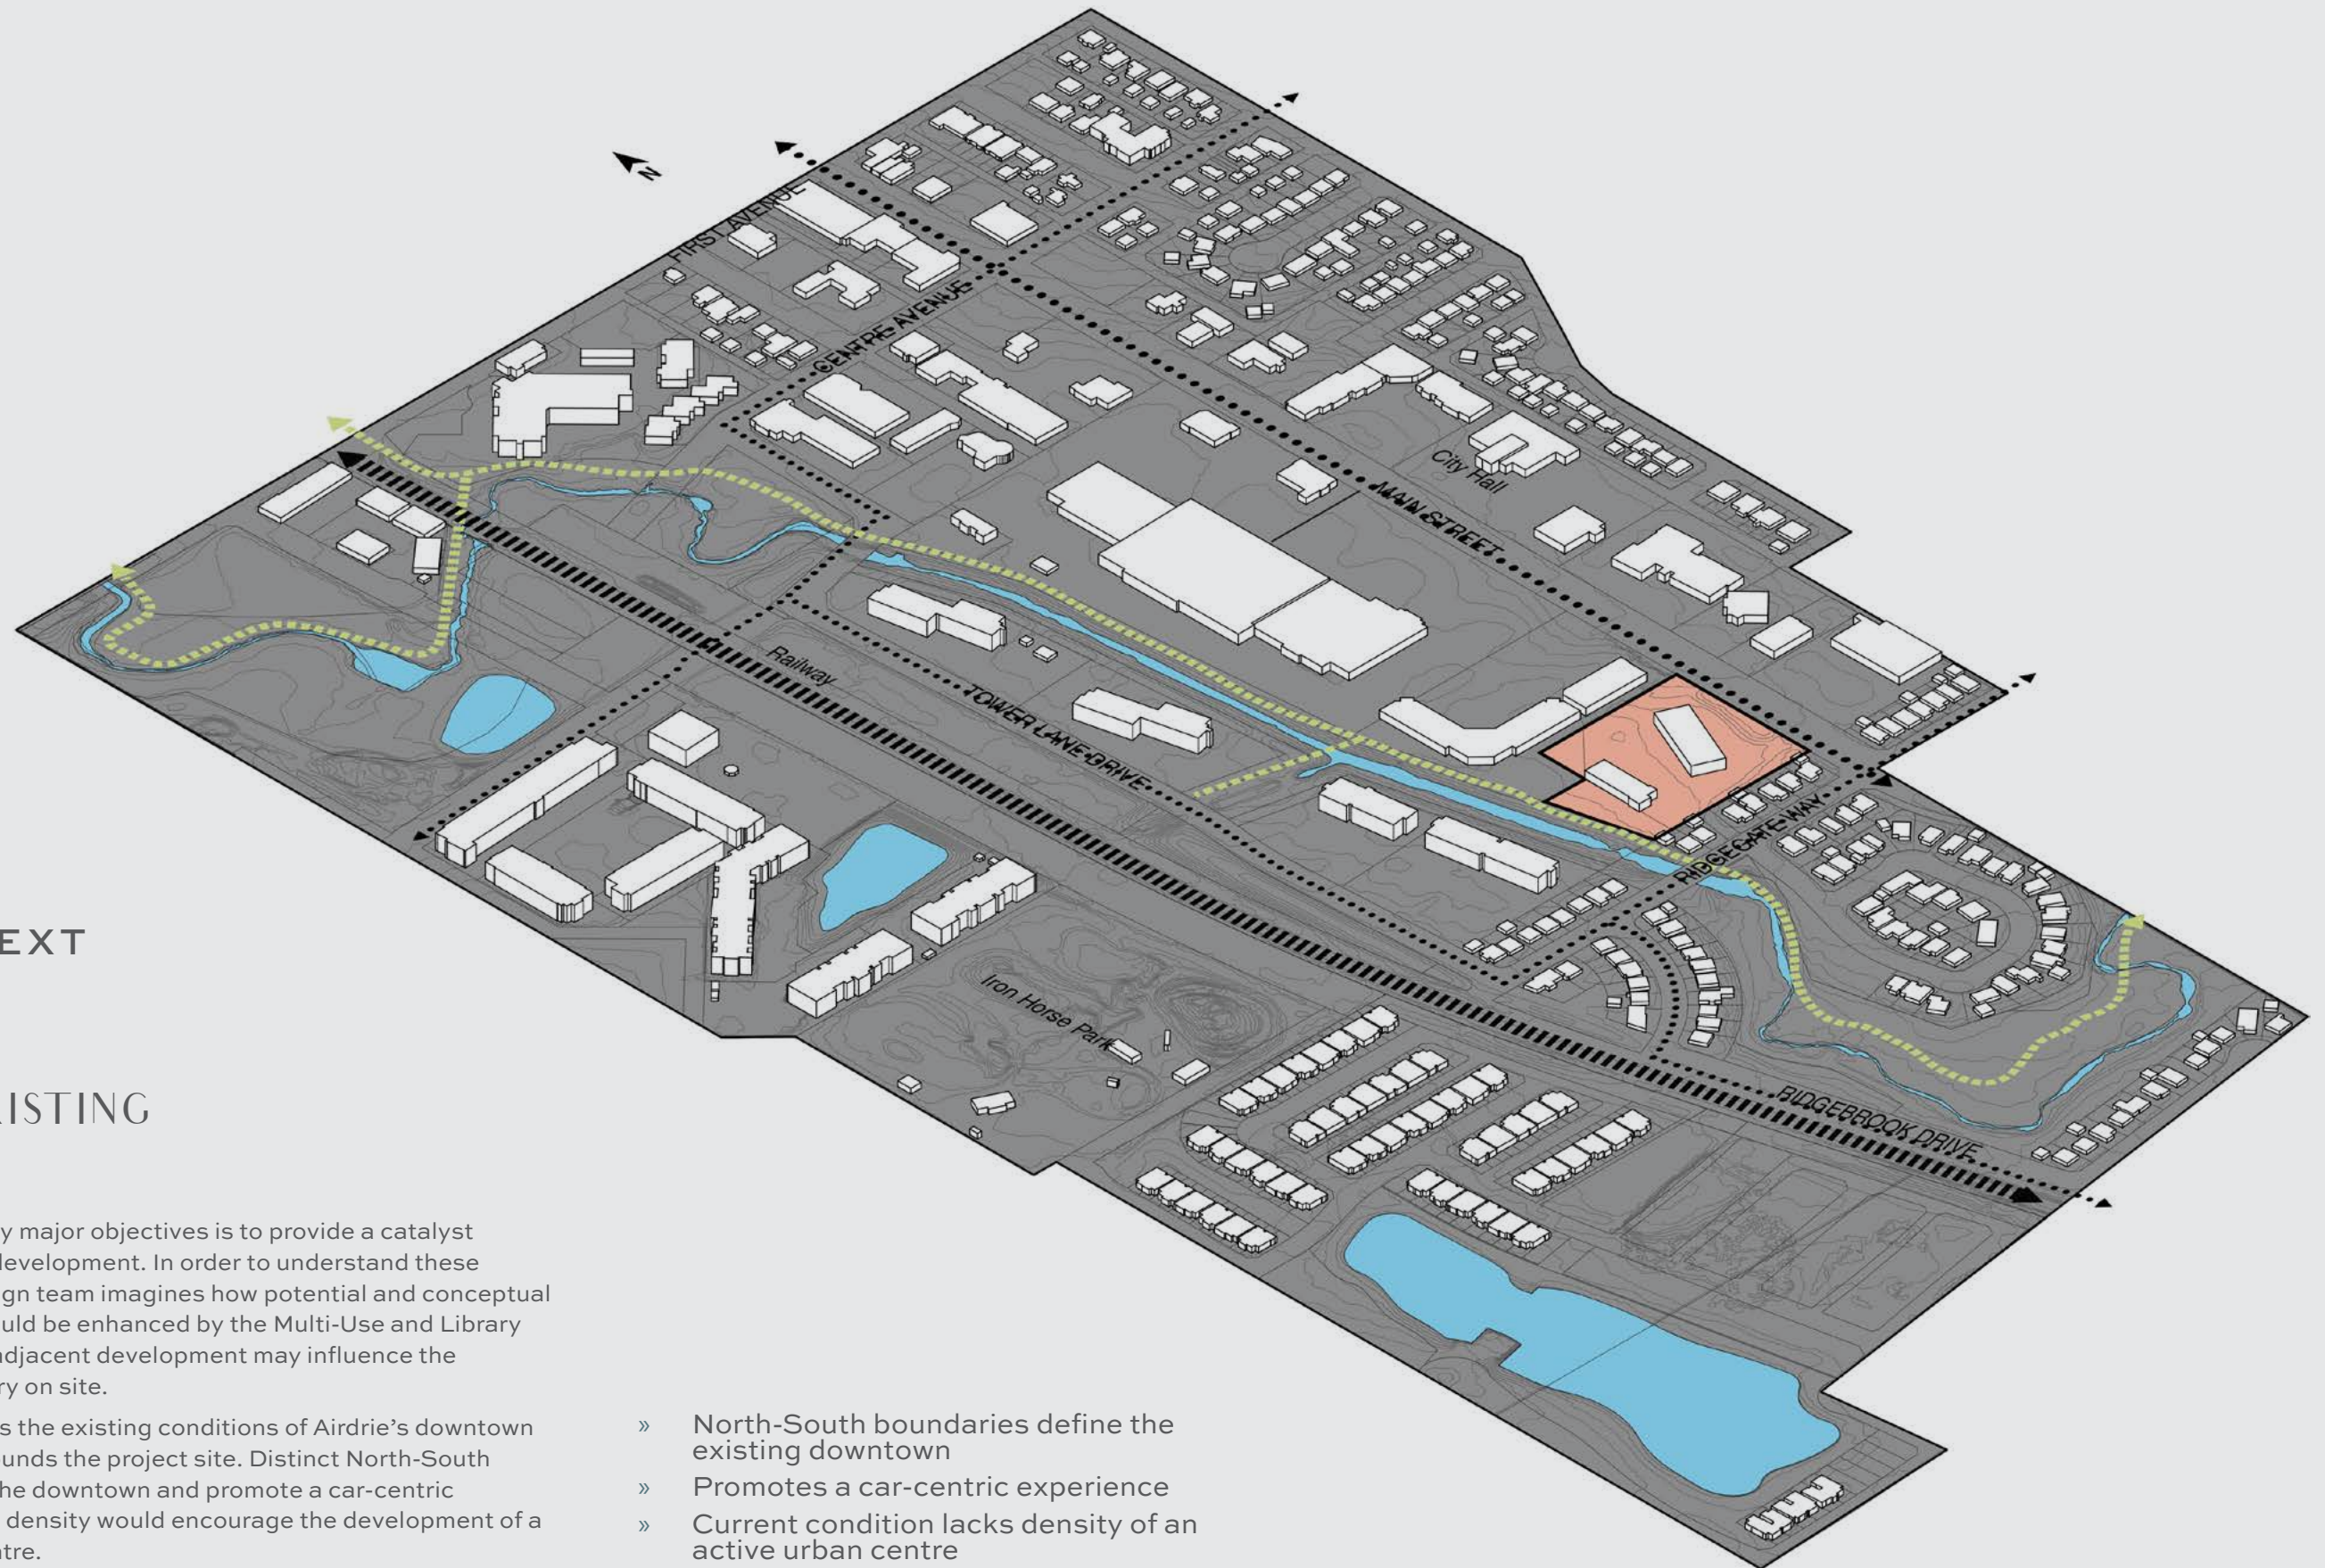 N
FIRST AVENUE
CENTRE AVENUE
City Hall
MAIN STREET
Railway
TOWER LANE DRIVE
RIDGEGATE WAY
Iron Horse Park
RIDGEBROOK DRIVE
EXT
ISTING
y major objectives is to provide a catalyst
development. In order to understand these
ign team imagines how potential and conceptual
uld be enhanced by the Multi-Use and Library
adjacent development may influence the
ry on site.
s the existing conditions of Airdrie’s downtown
unds the project site. Distinct North-South
he downtown and promote a car-centric
density would encourage the development of a
ntre.
» North-South boundaries define the
existing downtown
» Promotes a car-centric experience
» Current condition lacks density of an
active urban centre